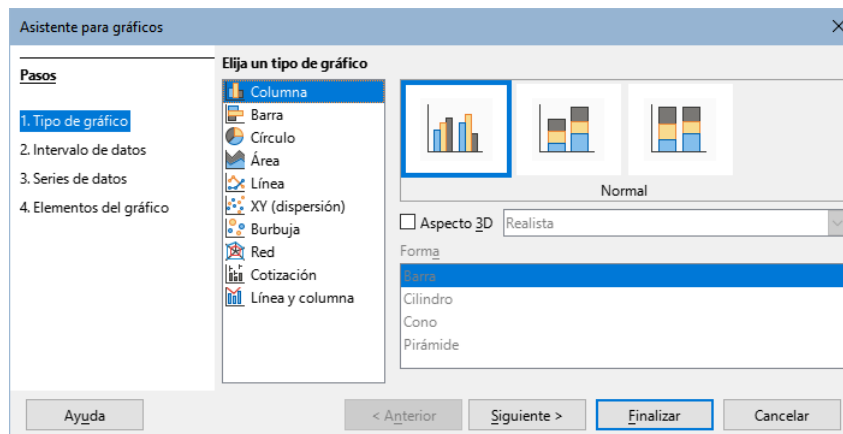 Asistente para gráficos
Pasos
1. Tipo de gráfico
2. Intervalo de datos
3. Series de datos
4. Elementos del gráfico
Elija un tipo de gráfico
Columna
Barra
Círculo
Área
Línea
XY (dispersión)
Burbuja
Red
Cotización
Línea y columna
Normal
Aspecto 3D Realista
Forma
Barra
Cilindro
Cono
Pirámide
Ayuda < Anterior Siguiente > Finalizar Cancelar